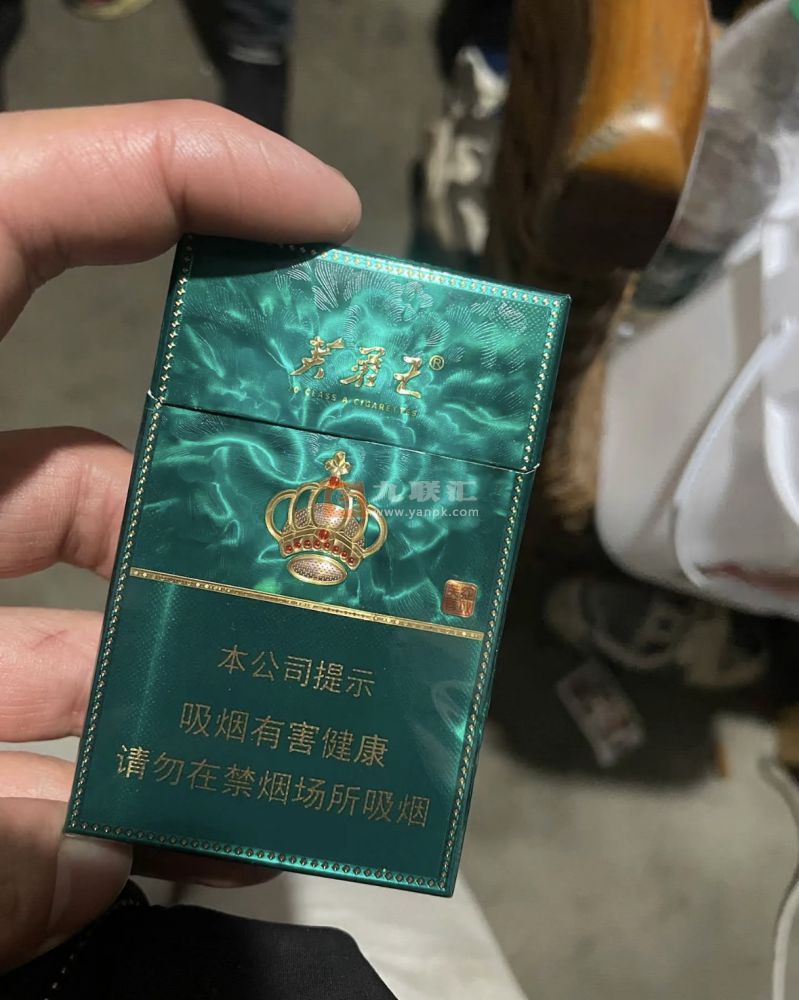 芙蓉王®
20 CLASS A CIGARETTES
九联汇
www.yanpk.com
本公司提示
吸烟有害健康
请勿在禁烟场所吸烟